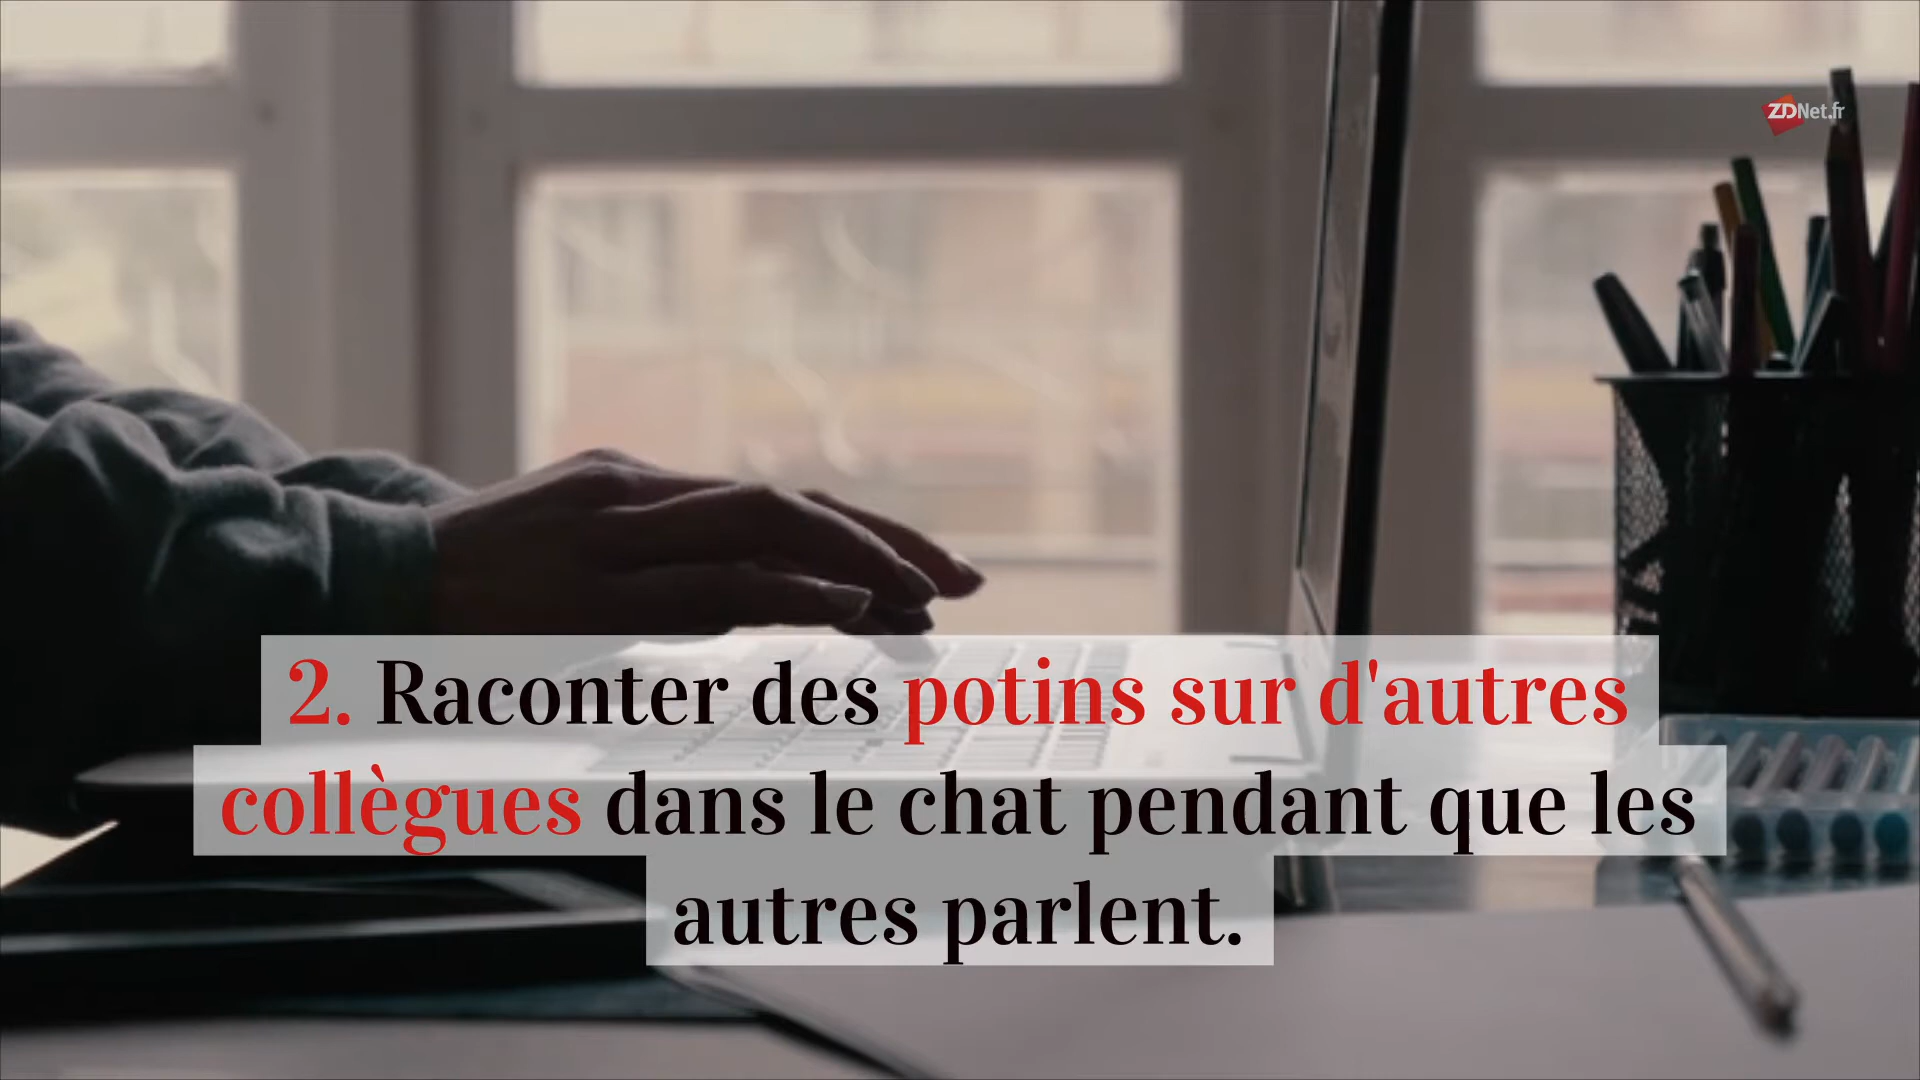 ZDNet.fr
2. Raconter des potins sur d'autres
collègues dans le chat pendant que les
autres parlent.